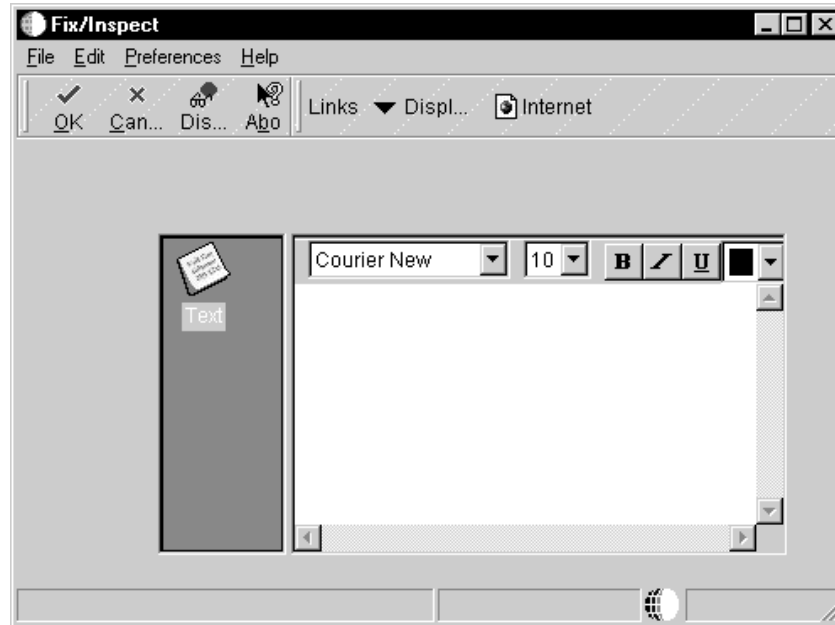 Fix/Inspect
File Edit Preferences Help
OK Can... Dis... Abo Links Displ... Internet
Courier New 10 B I U
Text